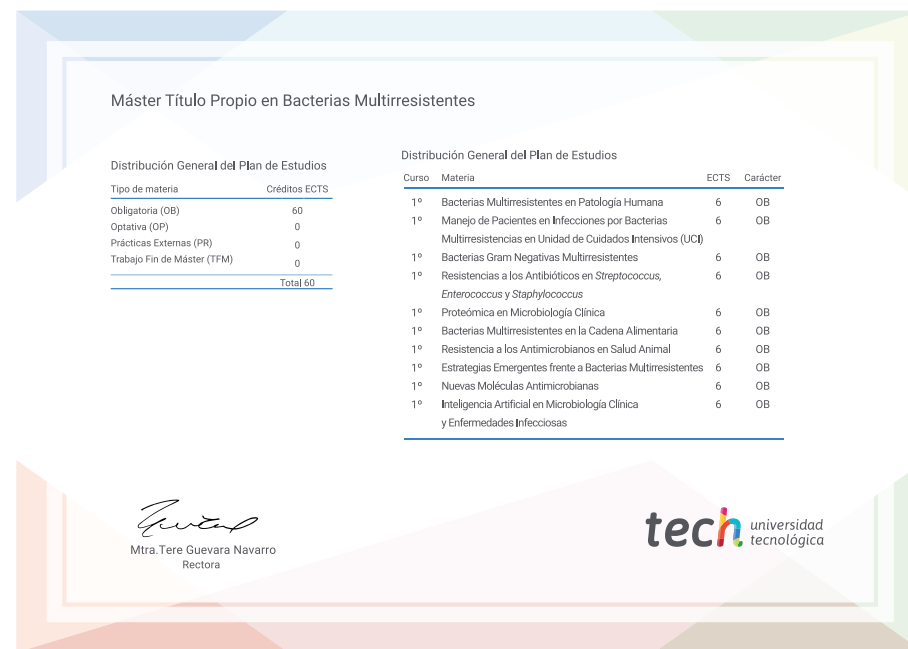 Máster Título Propio en Bacterias Multirresistentes
Distribución General del Plan de Estudios
Tipo de materia Créditos ECTS
Obligatoria (OB) 60
Optativa (OP) 0
Prácticas Externas (PR) 0
Trabajo Fin de Máster (TFM) 0
Total 60
Distribución General del Plan de Estudios
Curso Materia ECTS Carácter
1º Bacterias Multirresistentes en Patología Humana 6 OB
1º Manejo de Pacientes en Infecciones por Bacterias 6 OB
Multirresistencias en Unidad de Cuidados Intensivos (UCI)
1º Bacterias Gram Negativas Multirresistentes 6 OB
1º Resistencias a los Antibióticos en Streptococcus, 6 OB
Enterococcus y Staphylococcus
1º Proteómica en Microbiología Clínica 6 OB
1º Bacterias Multirresistentes en la Cadena Alimentaria 6 OB
1º Resistencia a los Antimicrobianos en Salud Animal 6 OB
1º Estrategias Emergentes frente a Bacterias Multirresistentes 6 OB
1º Nuevas Moléculas Antimicrobianas 6 OB
1º Inteligencia Artificial en Microbiología Clínica 6 OB
y Enfermedades Infecciosas
Mtra.Tere Guevara Navarro
Rectora
tech universidad
tecnológica